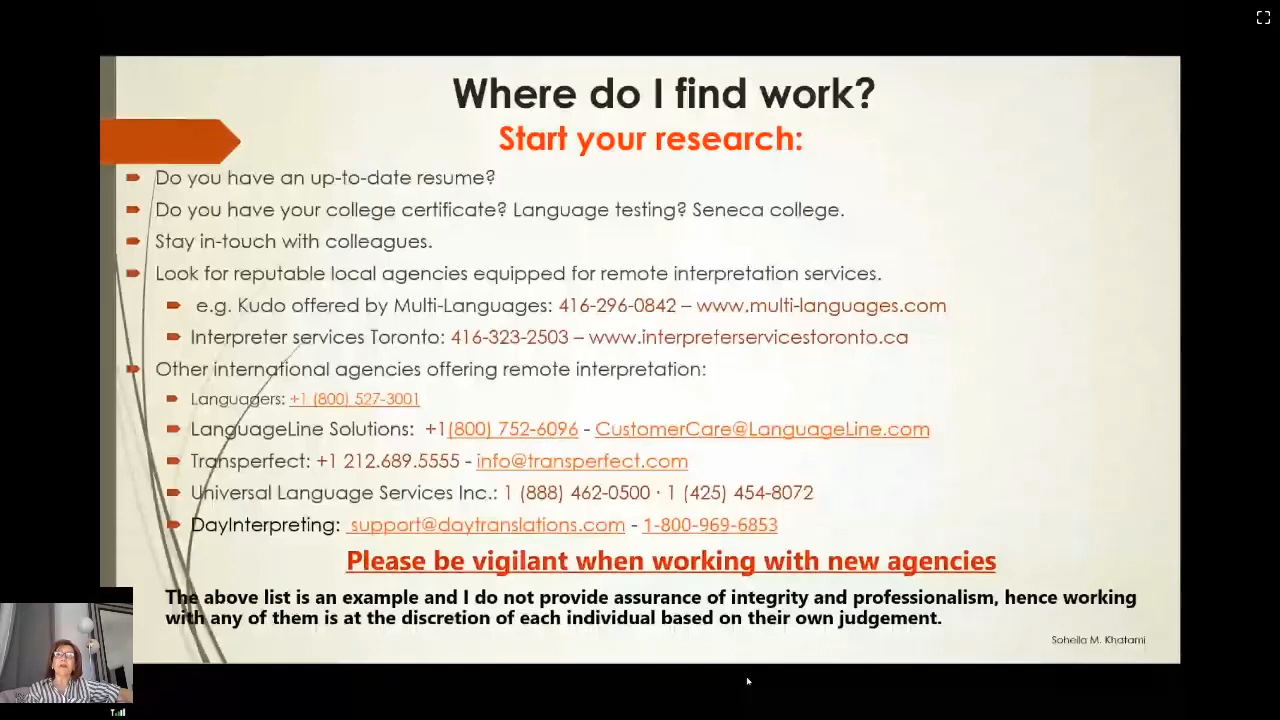 Where do I find work?
Start your research:
Do you have an up-to-date resume?
Do you have your college certificate? Language testing? Seneca college.
Stay in-touch with colleagues.
Look for reputable local agencies equipped for remote interpretation services.
e.g. Kudo offered by Multi-Languages: 416-296-0842 – www.multi-languages.com
Interpreter services Toronto: 416-323-2503 – www.interpreterservicestoronto.ca
Other international agencies offering remote interpretation:
Languagers: +1 (800) 527-3001
LanguageLine Solutions: +1(800) 752-6096 - CustomerCare@LanguageLine.com
Transperfect: +1 212.689.5555 - info@transperfect.com
Universal Language Services Inc.: 1 (888) 462-0500 · 1 (425) 454-8072
DayInterpreting: support@daytranslations.com - 1-800-969-6853
Please be vigilant when working with new agencies
The above list is an example and I do not provide assurance of integrity and professionalism, hence working
with any of them is at the discretion of each individual based on their own judgement.
Soheila M. Khatami